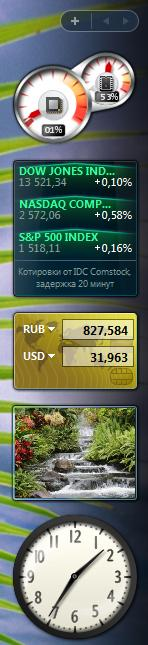 53%
01%
DOW JONES IND...
13 521,34 +0,10%
NASDAQ COMP...
2 572,06 +0,58%
S&P 500 INDEX
1 518,11 +0,16%
Котировки от IDC Comstock,
задержка 20 минут
RUB 827,584
USD 31,963
12
1
2
3
4
5
6
7
8
9
10
11